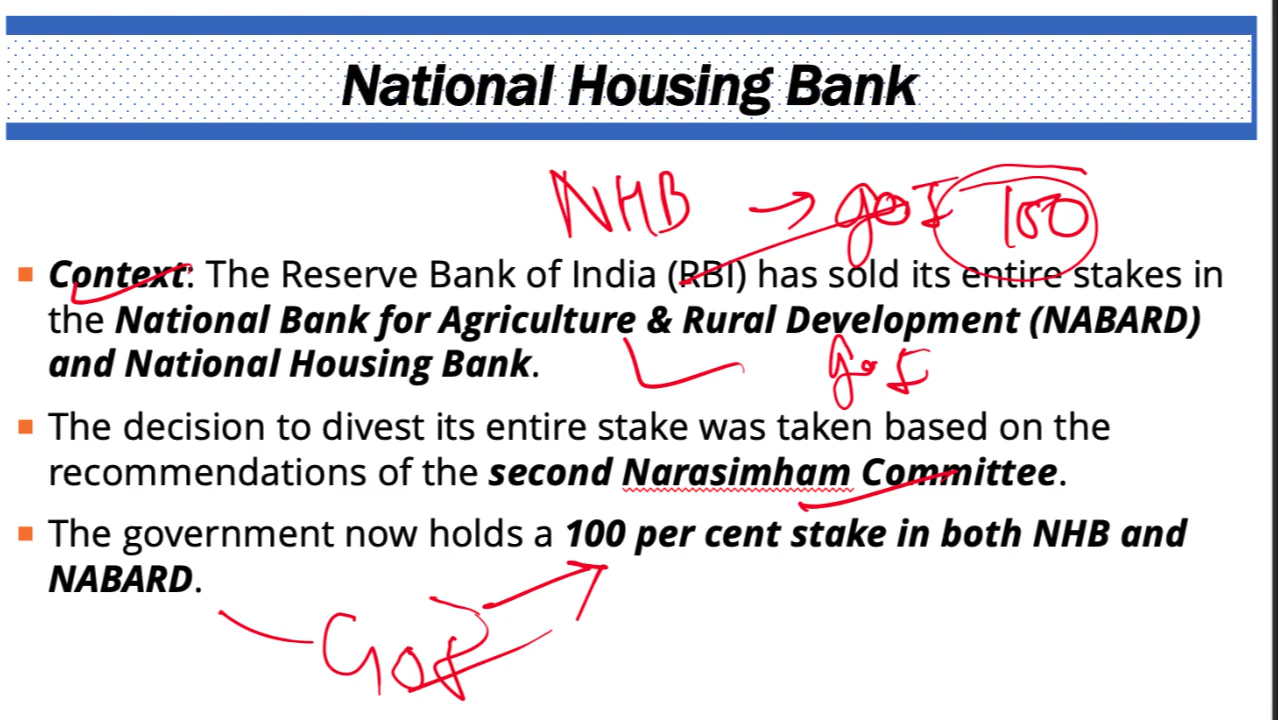 National Housing Bank
NHB → goI 100
Context: The Reserve Bank of India (RBI) has sold its entire stakes in
the National Bank for Agriculture & Rural Development (NABARD)
and National Housing Bank.
goI
The decision to divest its entire stake was taken based on the
recommendations of the second Narasimham Committee.
The government now holds a 100 per cent stake in both NHB and
NABARD.
GoI